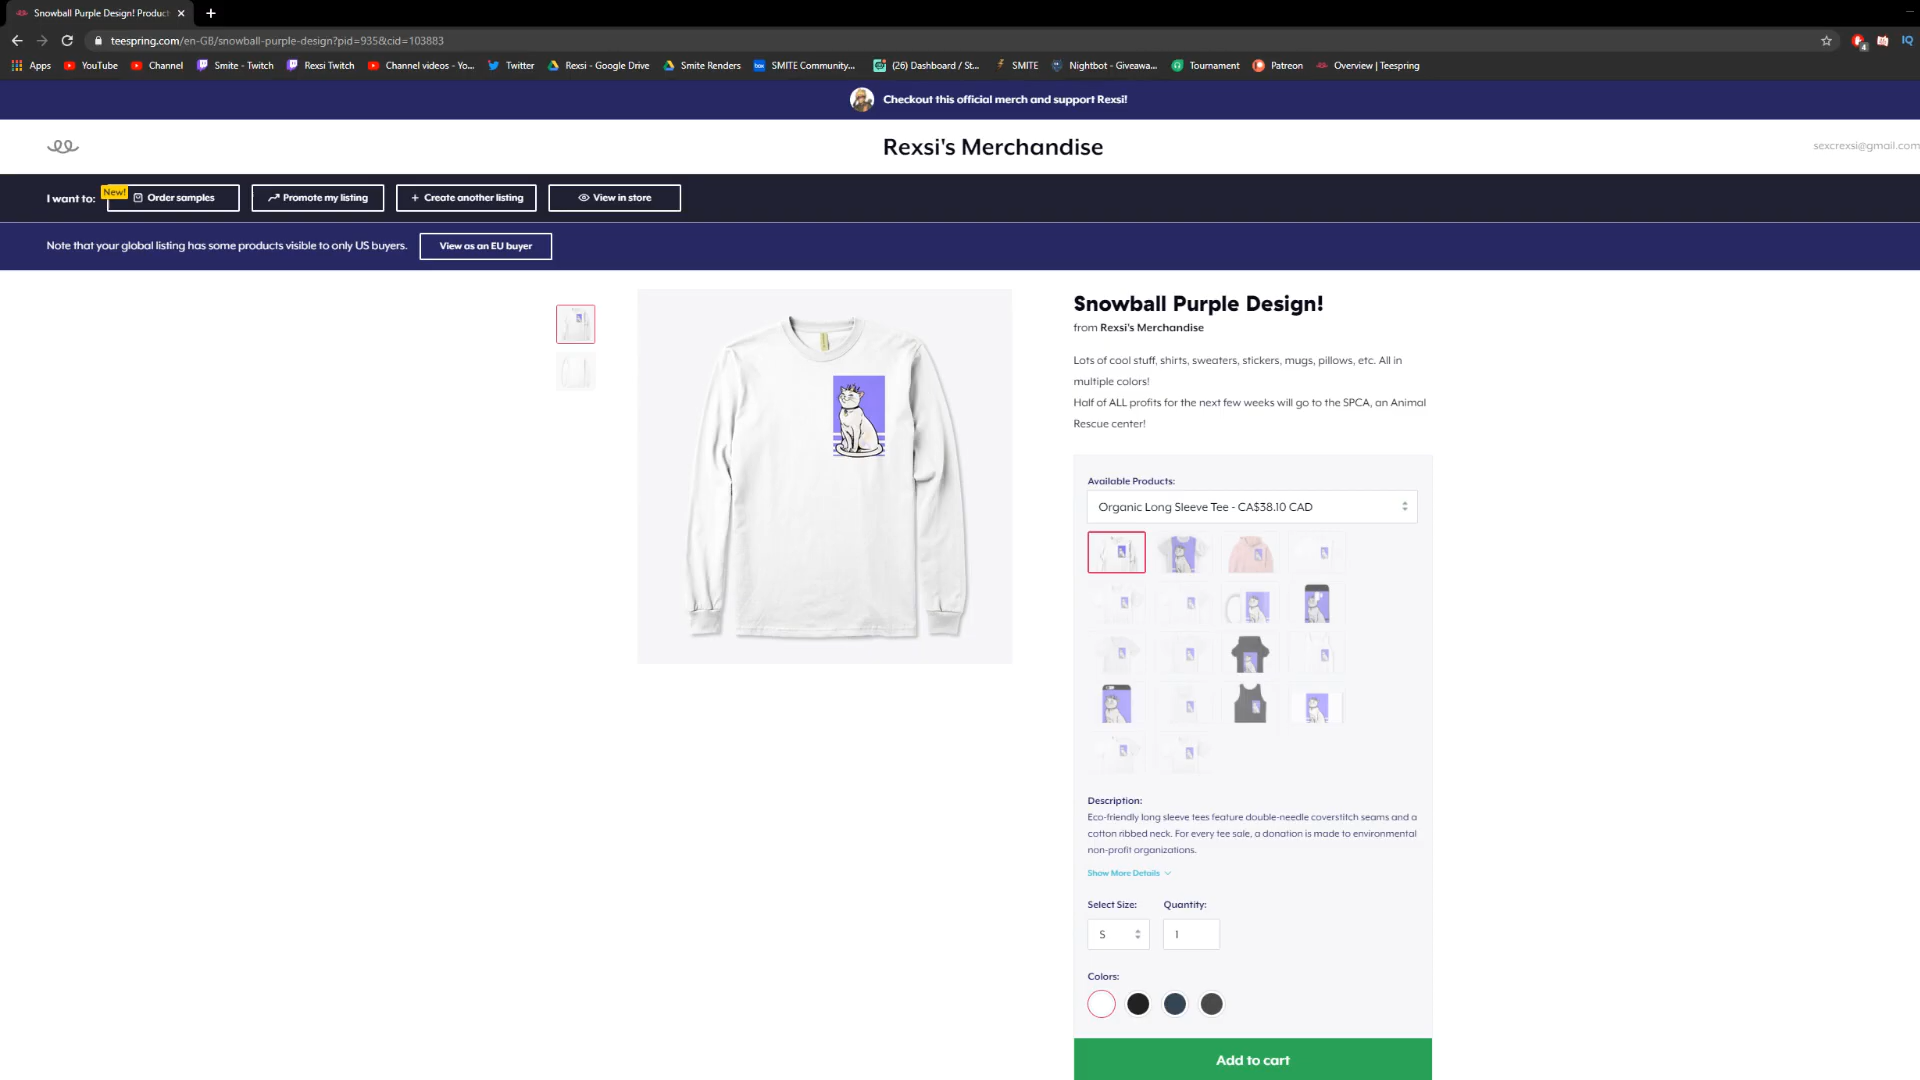 Snowball Purple Design! Product
teespring.com/en-GB/snowball-purple-design?pid=935&cid=103883
4
IQ
Apps
YouTube
Channel
Smite - Twitch
Rexsi Twitch
Channel videos - Yo...
Twitter
Rexsi - Google Drive
Smite Renders
SMITE Community...
(26) Dashboard / St...
SMITE
Nightbot - Giveawa...
Tournament
Patreon
Overview | Teespring
Checkout this official merch and support Rexsi!
Rexsi's Merchandise
sexcrexsi@gmail.com
I want to:
New!
Order samples
Promote my listing
+ Create another listing
View in store
Note that your global listing has some products visible to only US buyers.
View as an EU buyer
Snowball Purple Design!
from Rexsi's Merchandise
Lots of cool stuff, shirts, sweaters, stickers, mugs, pillows, etc. All in
multiple colors!
Half of ALL profits for the next few weeks will go to the SPCA, an Animal
Rescue center!
Available Products:
Organic Long Sleeve Tee - CA$38.10 CAD
Description:
Eco-friendly long sleeve tees feature double-needle coverstitch seams and a
cotton ribbed neck. For every tee sale, a donation is made to environmental
non-profit organizations.
Show More Details
Select Size:
Quantity:
S
1
Colors:
Add to cart